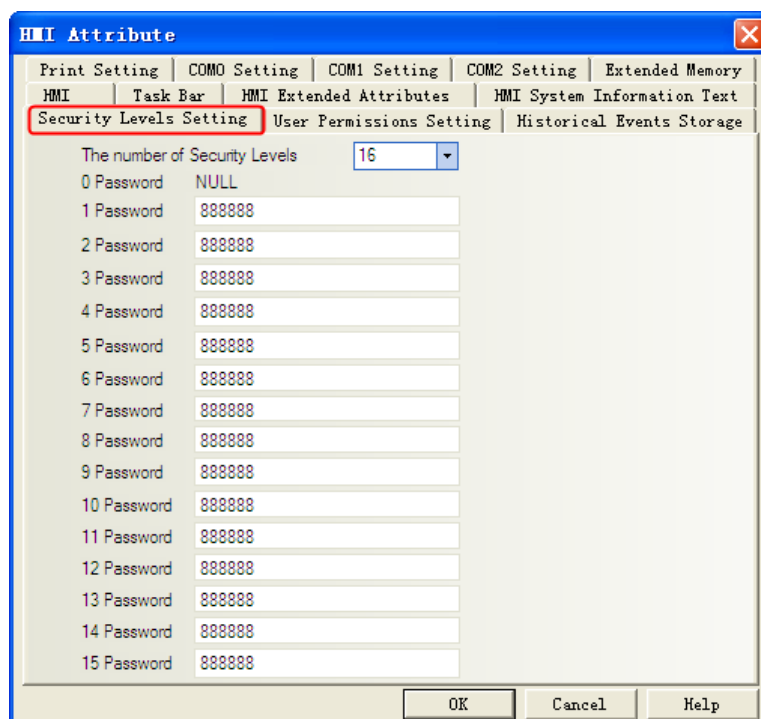 HMI Attribute
Print Setting COM0 Setting COM1 Setting COM2 Setting Extended Memory
HMI Task Bar HMI Extended Attributes HMI System Information Text
Security Levels Setting User Permissions Setting Historical Events Storage
The number of Security Levels 16
0 Password NULL
1 Password 888888
2 Password 888888
3 Password 888888
4 Password 888888
5 Password 888888
6 Password 888888
7 Password 888888
8 Password 888888
9 Password 888888
10 Password 888888
11 Password 888888
12 Password 888888
13 Password 888888
14 Password 888888
15 Password 888888
OK Cancel Help